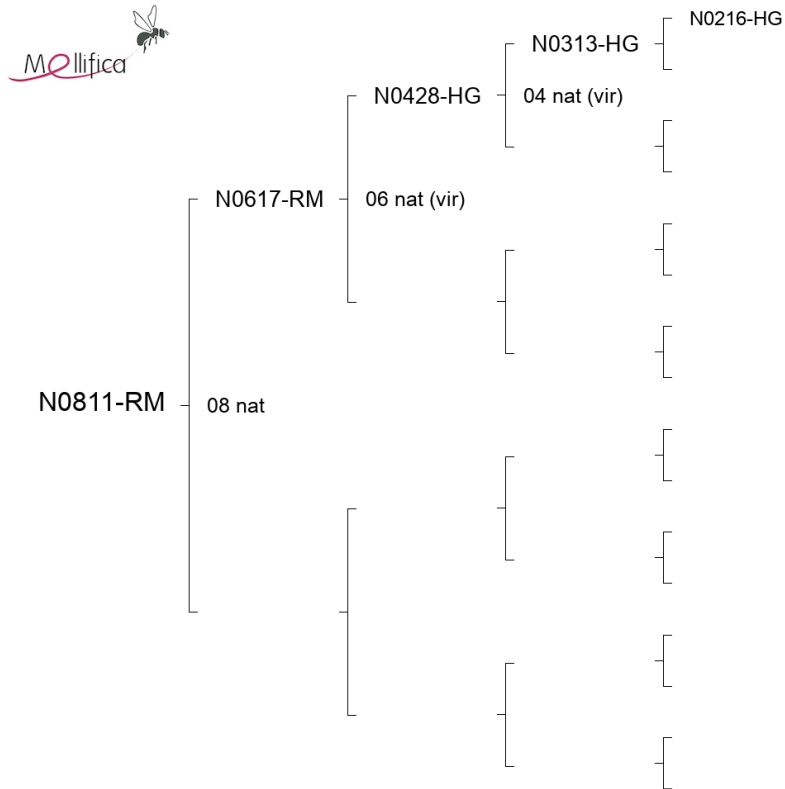 Mellifica
N0216-HG
N0313-HG
N0428-HG
04 nat (vir)
N0617-RM
06 nat (vir)
N0811-RM
08 nat